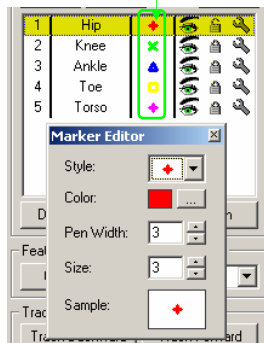 1 Hip
2 Knee
3 Ankle
4 Toe
5 Torso
Marker Editor
Style:
Color:
...
Pen Width: 3
Size: 3
Sample: